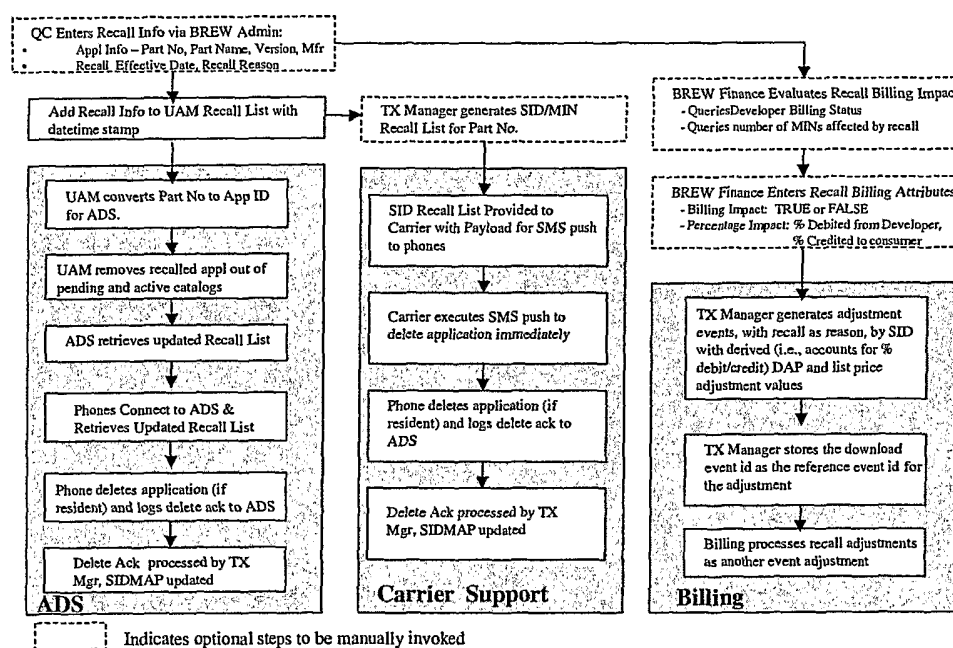 QC Enters Recall Info via BREW Admin:
• Appl Info – Part No, Part Name, Version, Mfr
• Recall Effective Date, Recall Reason
Add Recall Info to UAM Recall List with
datetime stamp
TX Manager generates SID/MIN
Recall List for Part No.
BREW Finance Evaluates Recall Billing Impact
- QueriesDeveloper Billing Status
- Queries number of MINs affected by recall
BREW Finance Enters Recall Billing Attributes
- Billing Impact: TRUE or FALSE
- Percentage Impact: % Debited from Developer,
% Credited to consumer
UAM converts Part No to App ID
for ADS.
UAM removes recalled appl out of
pending and active catalogs
ADS retrieves updated Recall List
Phones Connect to ADS &
Retrieves Updated Recall List
Phone deletes application (if
resident) and logs delete ack to ADS
Delete Ack processed by TX
Mgr, SIDMAP updated
ADS
SID Recall List Provided to
Carrier with Payload for SMS push
to phones
Carrier executes SMS push to
delete application immediately
Phone deletes application (if
resident) and logs delete ack to
ADS
Delete Ack processed by TX
Mgr, SIDMAP updated
Carrier Support
TX Manager generates adjustment
events, with recall as reason, by SID
with derived (i.e., accounts for %
debit/credit) DAP and list price
adjustment values
TX Manager stores the download
event id as the reference event id for
the adjustment
Billing processes recall adjustments
as another event adjustment
Billing
Indicates optional steps to be manually invoked